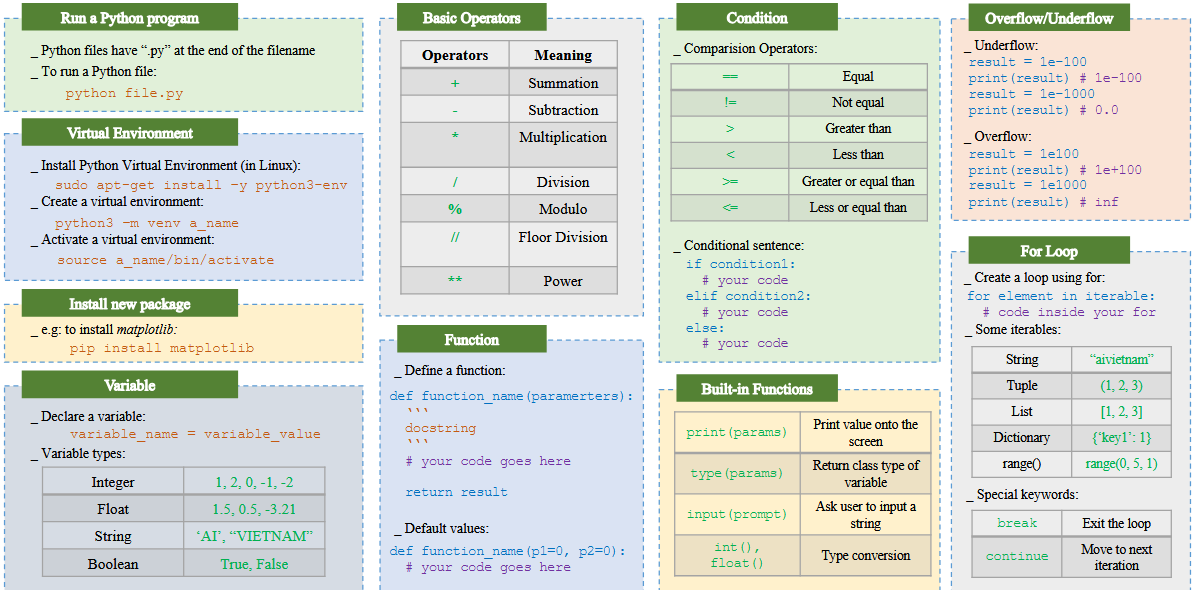 Run a Python program
_ Python files have “.py” at the end of the filename
_ To run a Python file:
python file.py
Virtual Environment
_ Install Python Virtual Environment (in Linux):
sudo apt-get install -y python3-env
_ Create a virtual environment:
python3 -m venv a_name
_ Activate a virtual environment:
source a_name/bin/activate
Install new package
_ e.g: to install matplotlib:
pip install matplotlib
Variable
_ Declare a variable:
variable_name = variable_value
_ Variable types:
Integer 1, 2, 0, -1, -2
Float 1.5, 0.5, -3.21
String ‘AI’, “VIETNAM”
Boolean True, False
Basic Operators
Operators Meaning
+ Summation
- Subtraction
* Multiplication
/ Division
% Modulo
// Floor Division
** Power
Function
_ Define a function:
def function_name(paramerters):
```
docstring
```
# your code goes here
return result
_ Default values:
def function_name(p1=0, p2=0):
# your code goes here
Condition
_ Comparision Operators:
== Equal
!= Not equal
> Greater than
< Less than
>= Greater or equal than
<= Less or equal than
_ Conditional sentence:
if condition1:
# your code
elif condition2:
# your code
else:
# your code
Built-in Functions
print(params) Print value onto the
screen
type(params) Return class type of
variable
input(prompt) Ask user to input a
string
int(),
float() Type conversion
Overflow/Underflow
_ Underflow:
result = 1e-100
print(result) # 1e-100
result = 1e-1000
print(result) # 0.0
_ Overflow:
result = 1e100
print(result) # 1e+100
result = 1e1000
print(result) # inf
For Loop
_ Create a loop using for:
for element in iterable:
# code inside your for
_ Some iterables:
String “aivietnam”
Tuple (1, 2, 3)
List [1, 2, 3]
Dictionary {‘key1’: 1}
range() range(0, 5, 1)
_ Special keywords:
break Exit the loop
continue Move to next
iteration